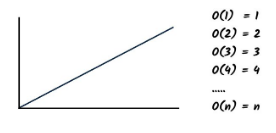 O(1) = 1
O(2) = 2
O(3) = 3
O(4) = 4
.....
O(n) = n